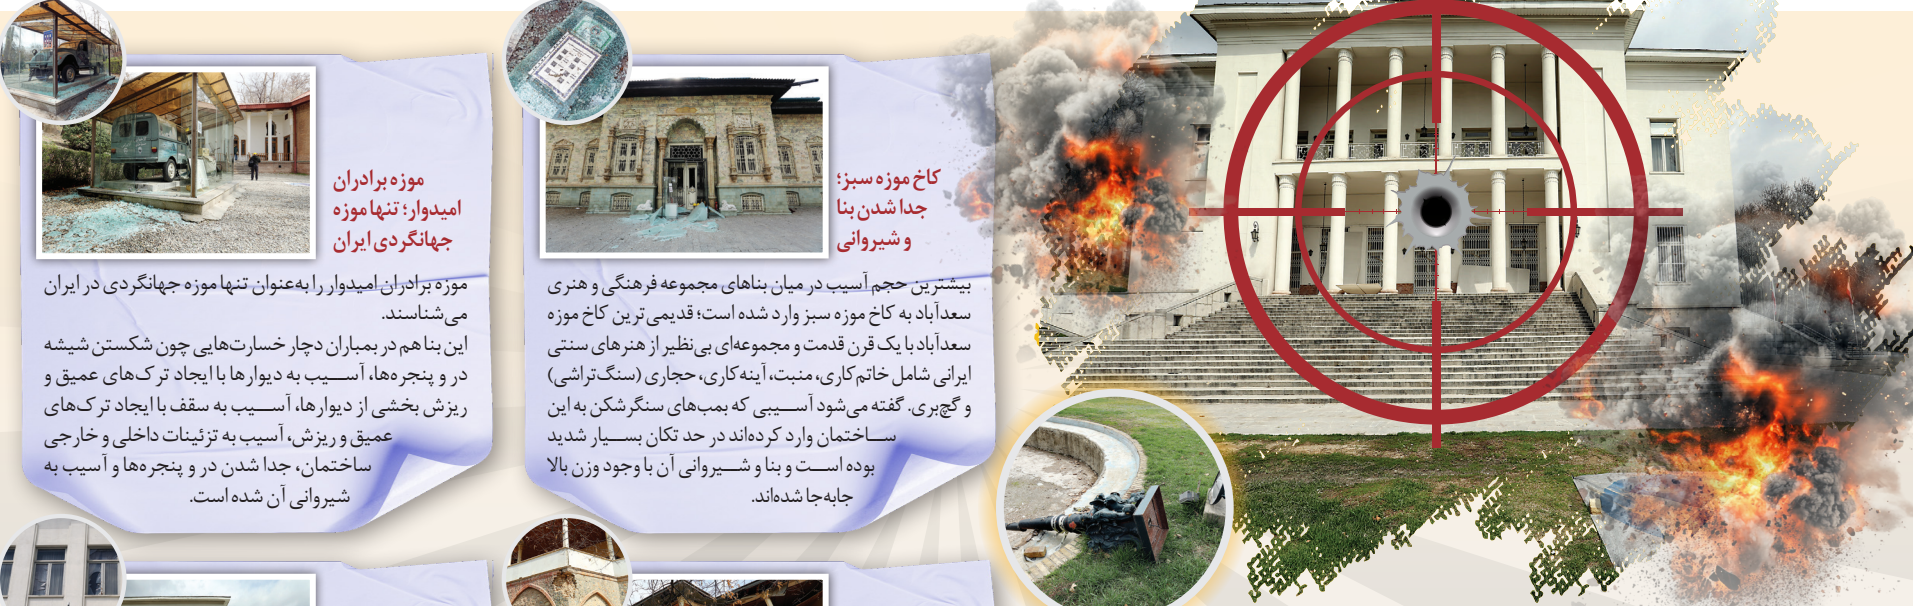 کاخ موزه سبز؛
جدا شدن بنا
و شیروانی
بیشترین حجم آسیب در میان بناهای مجموعه فرهنگی و هنری
سعدآباد به کاخ موزه سبز وارد شده است؛ قدیمی‌ترین کاخ موزه
سعدآباد با یک قرن قدمت و مجموعه‌ای بی‌نظیر از هنرهای سنتی
ایرانی شامل خاتم‌کاری، منبت، آینه‌کاری، حجاری (سنگ‌تراشی)
و گچ‌بری. گفته می‌شود آسیبی که بمب‌های سنگرشکن به این
ساختمان وارد کرده‌اند در حد تکان بسیار شدید
بوده است و بنا و شیروانی آن با وجود وزن بالا
جابه‌جا شده‌اند.
موزه برادران
امیدوار؛ تنها موزه
جهانگردی ایران
موزه برادران امیدوار را به‌عنوان تنها موزه جهانگردی در ایران
می‌شناسند.
این بنا هم در بمباران دچار خسارت‌هایی چون شکستن شیشه
در و پنجره‌ها، آسیب به دیوارها با ایجاد ترک‌های عمیق و
ریزش بخشی از دیوارها، آسیب به سقف با ایجاد ترک‌های
عمیق و ریزش، آسیب به تزئینات داخلی و خارجی
ساختمان، جدا شدن در و پنجره‌ها و آسیب به
شیروانی آن شده است.